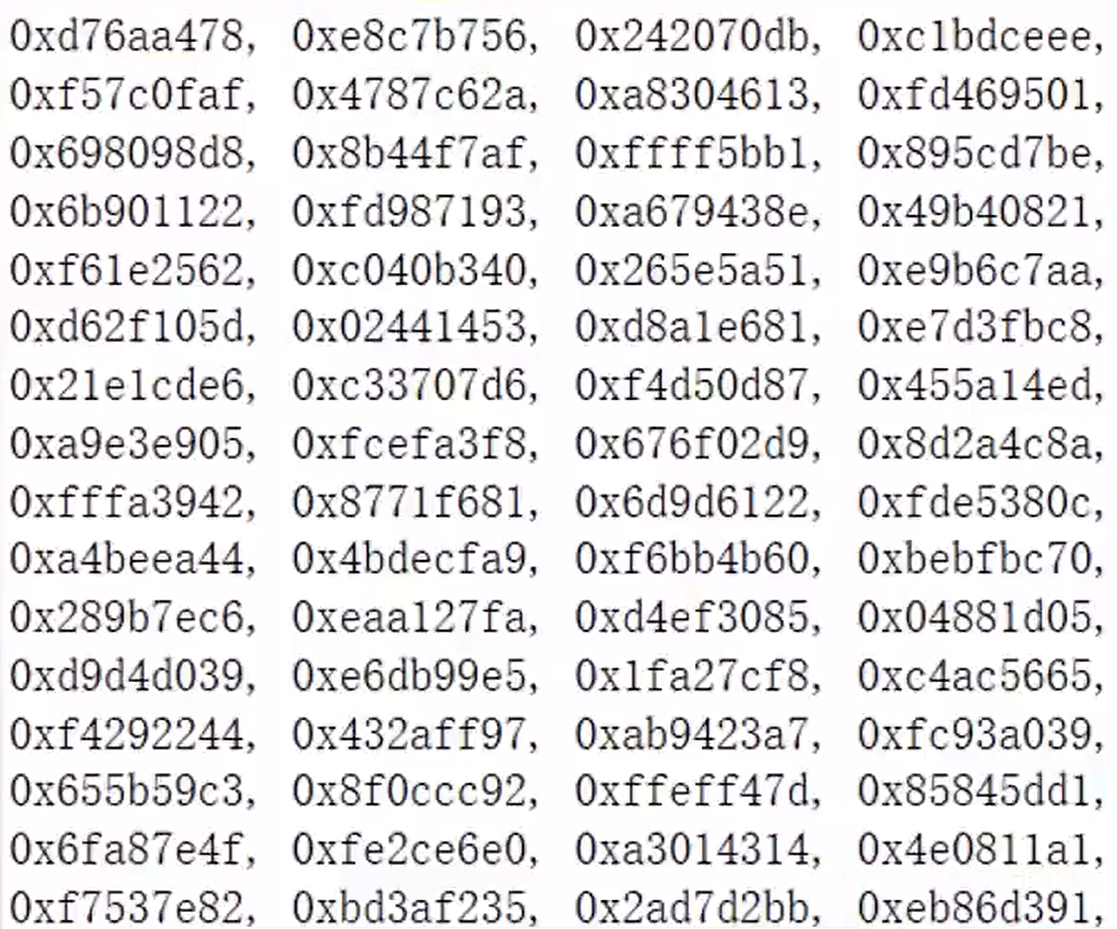 0xd76aa478, 0xe8c7b756, 0x242070db, 0xc1bdceee,
0xf57c0faf, 0x4787c62a, 0xa8304613, 0xfd469501,
0x698098d8, 0x8b44f7af, 0xffff5bb1, 0x895cd7be,
0x6b901122, 0xfd987193, 0xa679438e, 0x49b40821,
0xf61e2562, 0xc040b340, 0x265e5a51, 0xe9b6c7aa,
0xd62f105d, 0x02441453, 0xd8a1e681, 0xe7d3fbc8,
0x21e1cde6, 0xc33707d6, 0xf4d50d87, 0x455a14ed,
0xa9e3e905, 0xfcefa3f8, 0x676f02d9, 0x8d2a4c8a,
0xfffa3942, 0x8771f681, 0x6d9d6122, 0xfde5380c,
0xa4beea44, 0x4bdecfa9, 0xf6bb4b60, 0xbebfbc70,
0x289b7ec6, 0xeaa127fa, 0xd4ef3085, 0x04881d05,
0xd9d4d039, 0xe6db99e5, 0x1fa27cf8, 0xc4ac5665,
0xf4292244, 0x432aff97, 0xab9423a7, 0xfc93a039,
0x655b59c3, 0x8f0ccc92, 0xffeff47d, 0x85845dd1,
0x6fa87e4f, 0xfe2ce6e0, 0xa3014314, 0x4e0811a1,
0xf7537e82, 0xbd3af235, 0x2ad7d2bb, 0xeb86d391,